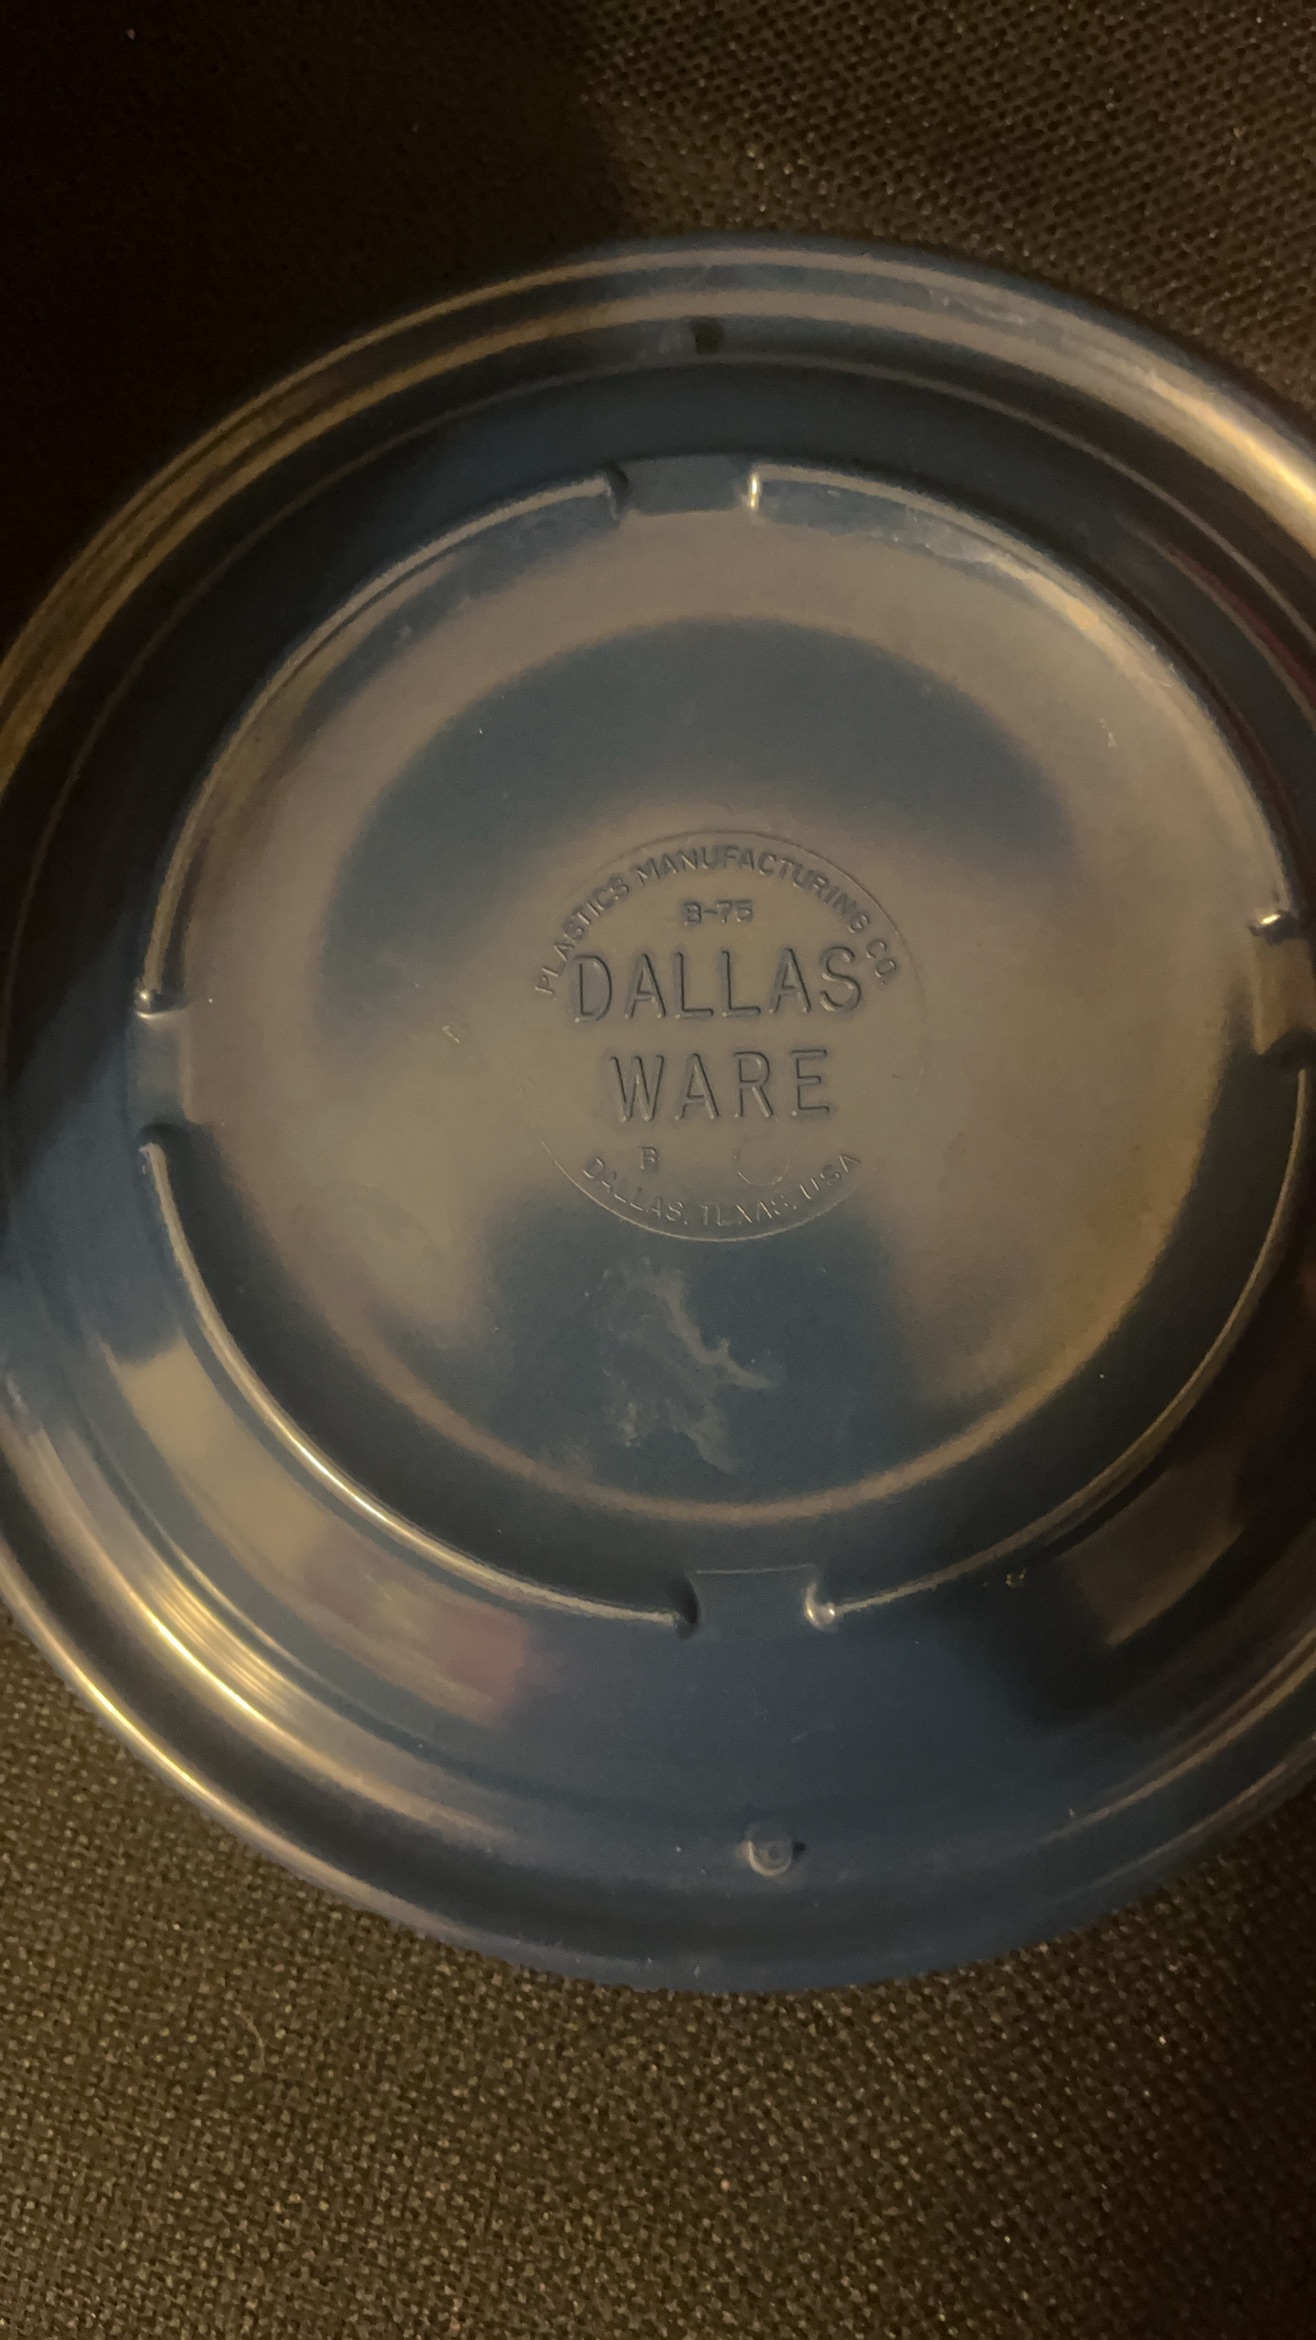 PLASTICS MANUFACTURING CO.
B-75
DALLAS
WARE
B
DALLAS, TEXAS, USA